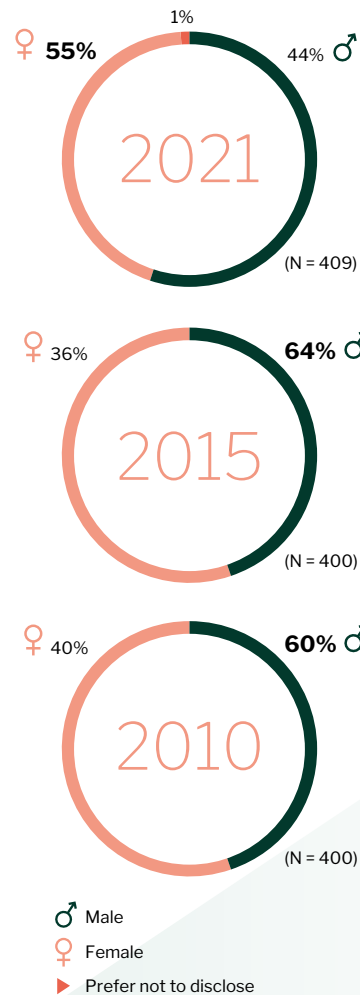 1%
55%
44%
2021
(N = 409)
36%
64%
2015
(N = 400)
40%
60%
2010
(N = 400)
Male
Female
Prefer not to disclose